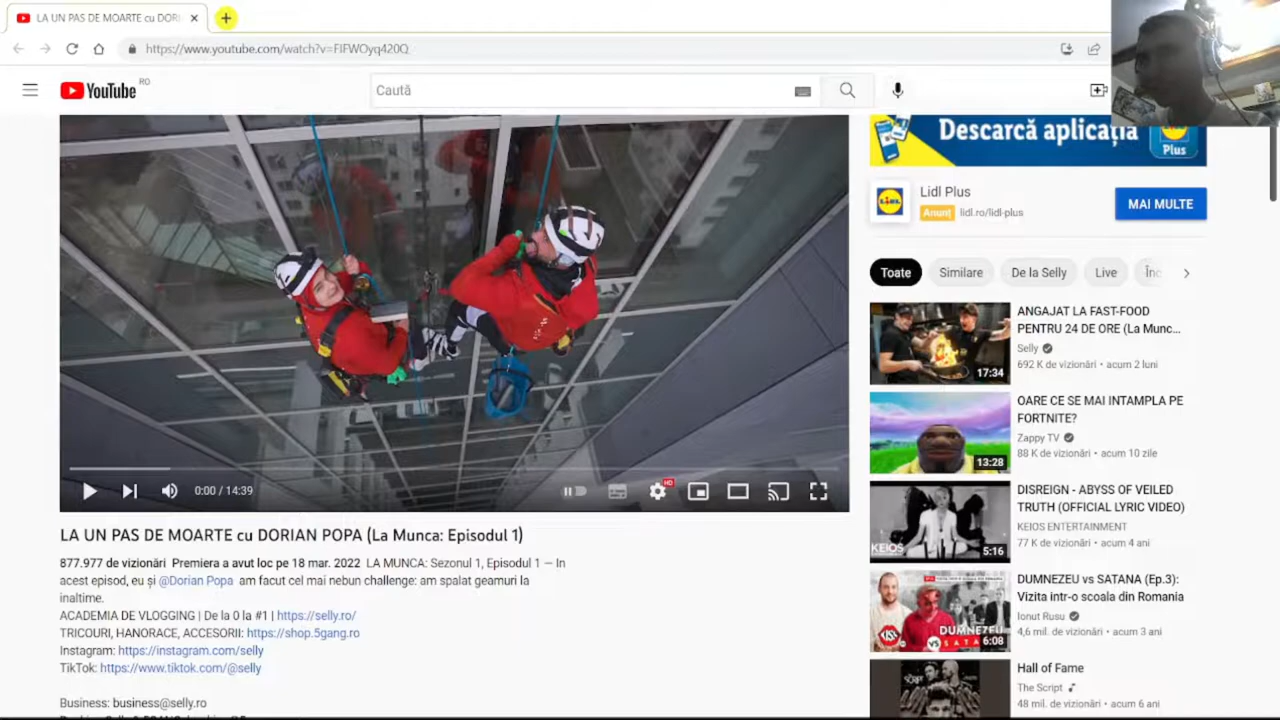 LA UN PAS DE MOARTE cu DORI
https://www.youtube.com/watch?v=FIFWOyq420Q
YouTube RO
Caută
Descarcă aplicația
Plus
Lidl Plus
Anunț lidl.ro/lidl-plus
MAI MULTE
Toate Similare De la Selly Live Înc
ANGAJAT LA FAST-FOOD
PENTRU 24 DE ORE (La Munc...
Selly
692 K de vizionări • acum 2 luni
17:34
OARE CE SE MAI INTAMPLA PE
FORTNITE?
Zappy TV
88 K de vizionări • acum 10 zile
13:28
DISREIGN - ABYSS OF VEILED
TRUTH (OFFICIAL LYRIC VIDEO)
KEIOS ENTERTAINMENT
77 K de vizionări • acum 4 ani
KEIOS
5:16
DUMNEZEU vs SATANA (Ep.3):
Vizita intr-o scoala din Romania
Ionut Rusu
4,6 mil. de vizionări • acum 3 ani
DUMNEZEU
VS SATA
6:08
Hall of Fame
The Script
48 mil. de vizionări • acum 6 ani
0:00 / 14:39
HD
LA UN PAS DE MOARTE cu DORIAN POPA (La Munca: Episodul 1)
877.977 de vizionări Premiera a avut loc pe 18 mar. 2022 LA MUNCA: Sezonul 1, Episodul 1 — In
acest episod, eu și @Dorian Popa am facut cel mai nebun challenge: am spalat geamuri la
inaltime.
ACADEMIA DE VLOGGING | De la 0 la #1 | https://selly.ro/
TRICOURI, HANORACE, ACCESORII: https://shop.5gang.ro
Instagram: https://instagram.com/selly
TikTok: https://www.tiktok.com/@selly
Business: business@selly.ro